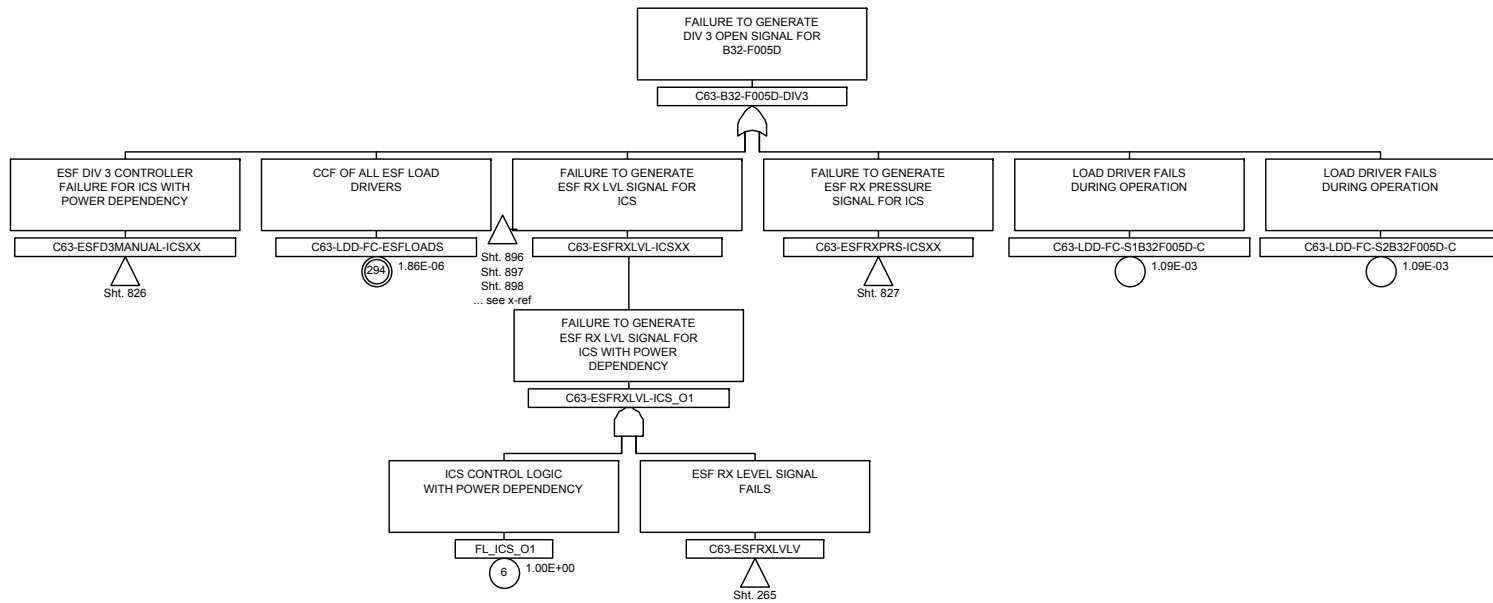 FAILURE TO GENERATE
DIV 3 OPEN SIGNAL FOR
B32-F005D
C63-B32-F005D-DIV3
ESF DIV 3 CONTROLLER
FAILURE FOR ICS WITH
POWER DEPENDENCY
C63-ESFD3MANUAL-ICSXX
Sht. 826
CCF OF ALL ESF LOAD
DRIVERS
C63-LDD-FC-ESFLOADS
294
1.86E-06
FAILURE TO GENERATE
ESF RX LVL SIGNAL FOR
ICS
C63-ESFRXLVL-ICSXX
Sht. 896
Sht. 897
Sht. 898
... see x-ref
FAILURE TO GENERATE
ESF RX PRESSURE
SIGNAL FOR ICS
C63-ESFRXPRS-ICSXX
Sht. 827
LOAD DRIVER FAILS
DURING OPERATION
C63-LDD-FC-S1B32F005D-C
1.09E-03
LOAD DRIVER FAILS
DURING OPERATION
C63-LDD-FC-S2B32F005D-C
1.09E-03
FAILURE TO GENERATE
ESF RX LVL SIGNAL FOR
ICS WITH POWER
DEPENDENCY
C63-ESFRXLVL-ICS_O1
ICS CONTROL LOGIC
WITH POWER DEPENDENCY
FL_ICS_O1
6
1.00E+00
ESF RX LEVEL SIGNAL
FAILS
C63-ESFRXLVLV
Sht. 265